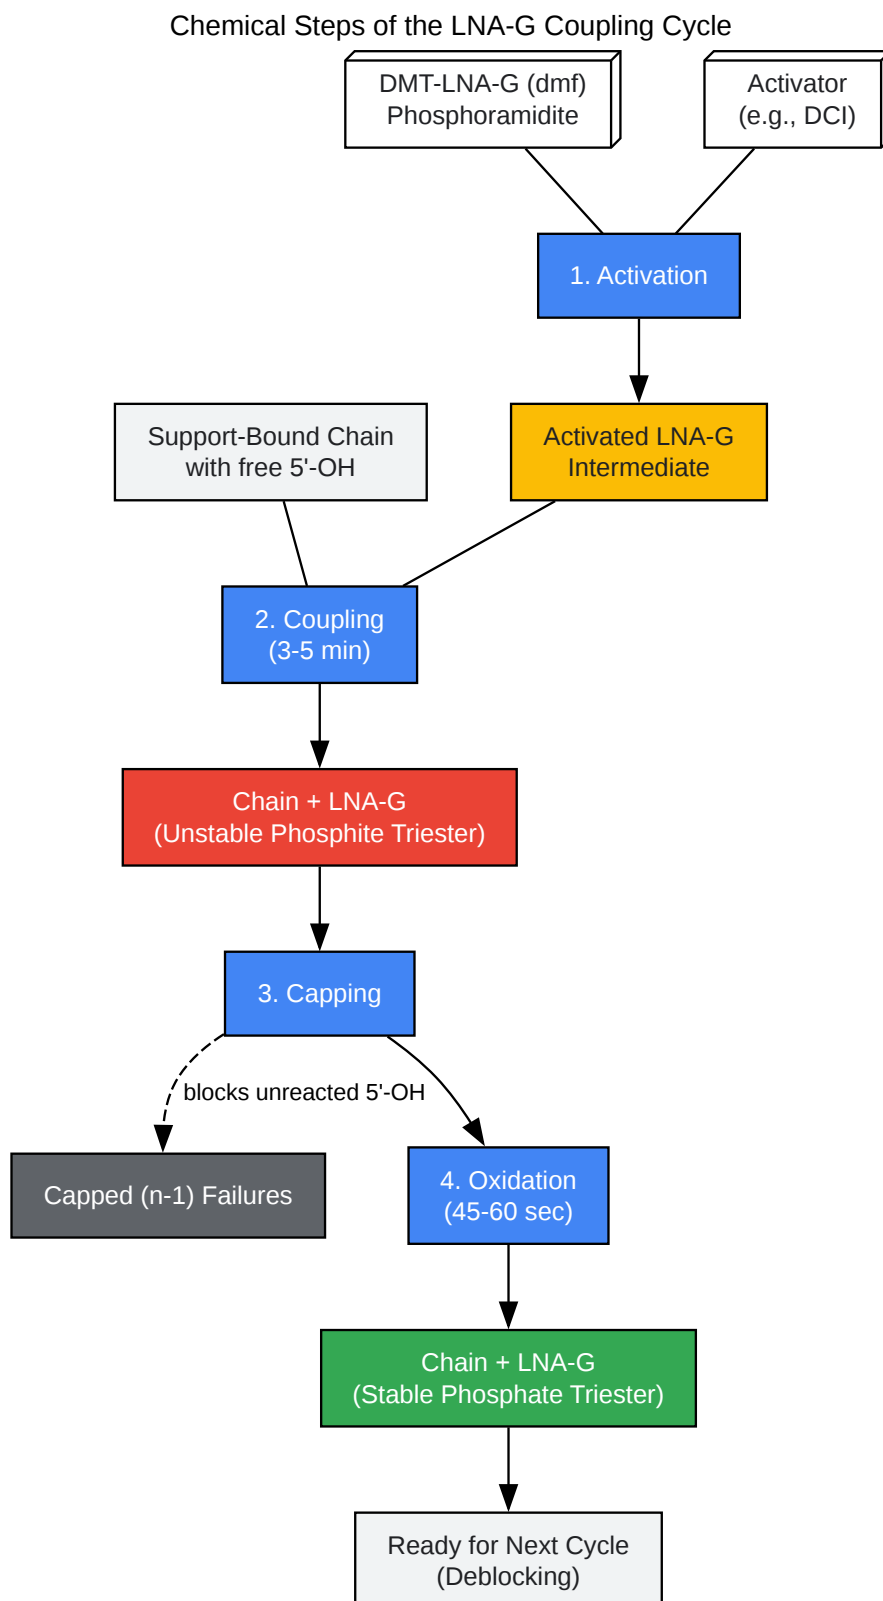 Chemical Steps of the LNA-G Coupling Cycle
DMT-LNA-G (dmf)
Phosphoramidite
Activator
(e.g., DCI)
1. Activation
Support-Bound Chain
with free 5'-OH
Activated LNA-G
Intermediate
2. Coupling
(3-5 min)
Chain + LNA-G
(Unstable Phosphite Triester)
3. Capping
blocks unreacted 5'-OH
Capped (n-1) Failures
4. Oxidation
(45-60 sec)
Chain + LNA-G
(Stable Phosphate Triester)
Ready for Next Cycle
(Deblocking)